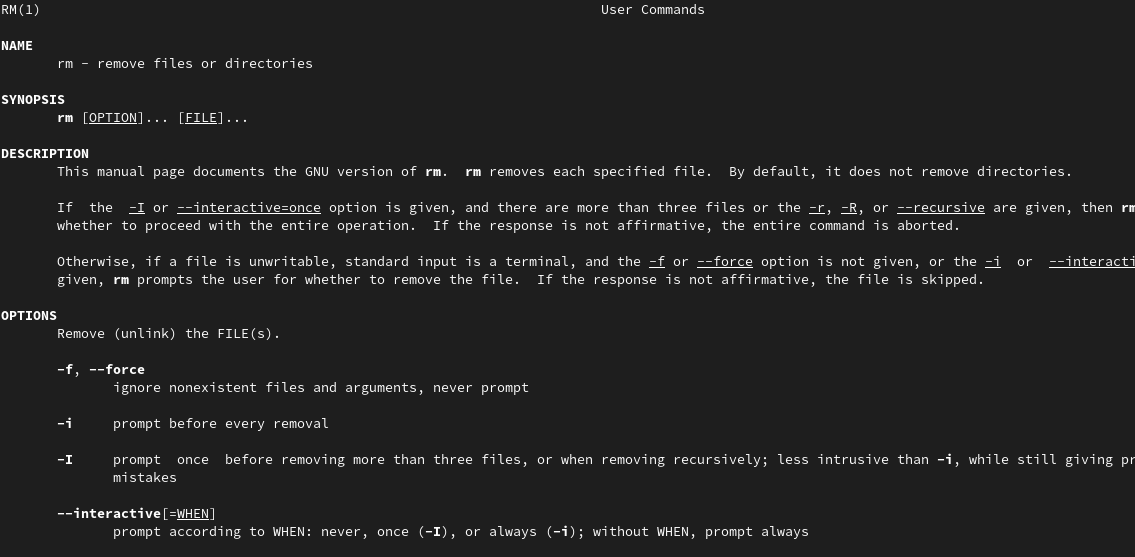 RM(1) User Commands
NAME
rm - remove files or directories
SYNOPSIS
rm [OPTION]... [FILE]...
DESCRIPTION
This manual page documents the GNU version of rm.  rm removes each specified file.  By default, it does not remove directories.
If  the  -I or --interactive=once option is given, and there are more than three files or the -r, -R, or --recursive are given, then rm
whether to proceed with the entire operation.  If the response is not affirmative, the entire command is aborted.
Otherwise, if a file is unwritable, standard input is a terminal, and the -f or --force option is not given, or the -i  or  --interacti
given, rm prompts the user for whether to remove the file.  If the response is not affirmative, the file is skipped.
OPTIONS
Remove (unlink) the FILE(s).
-f, --force
ignore nonexistent files and arguments, never prompt
-i     prompt before every removal
-I     prompt  once  before removing more than three files, or when removing recursively; less intrusive than -i, while still giving pr
mistakes
--interactive[=WHEN]
prompt according to WHEN: never, once (-I), or always (-i); without WHEN, prompt always